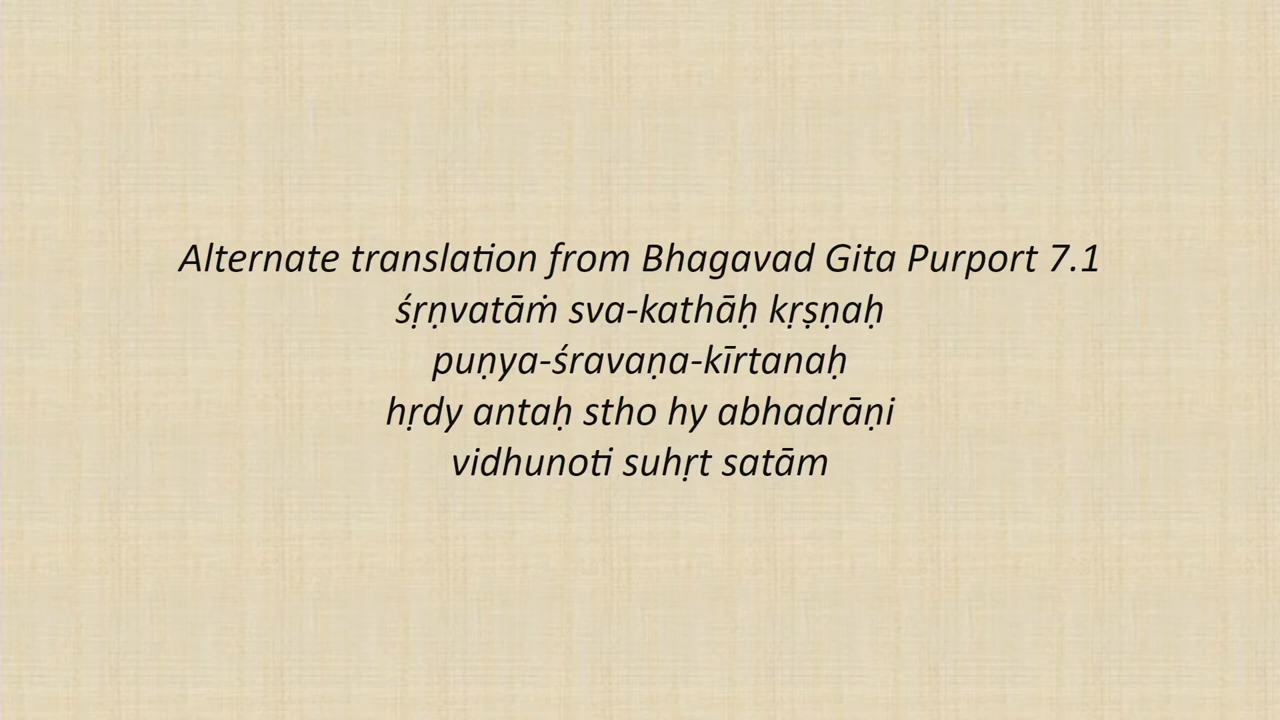 Alternate translation from Bhagavad Gita Purport 7.1
śṛṇvatāṁ sva-kathāḥ kṛṣṇaḥ
puṇya-śravaṇa-kīrtanaḥ
hṛdy antaḥ stho hy abhadrāṇi
vidhunoti suhṛt satām